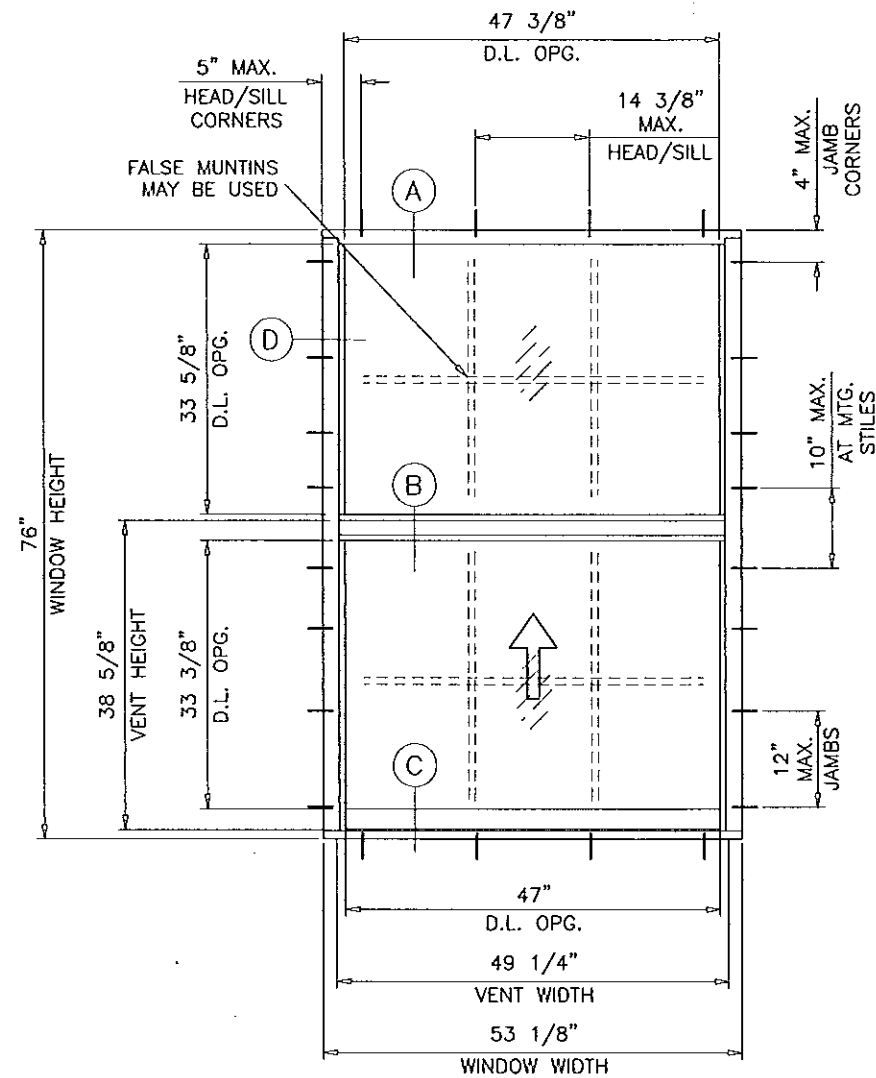 47 3/8"
D.L. OPG.
5" MAX.
HEAD/SILL
CORNERS
14 3/8"
MAX.
HEAD/SILL
4" MAX.
JAMB
CORNERS
FALSE MUNTINS
MAY BE USED
A
D
33 5/8"
D.L. OPG.
10" MAX.
AT MTG.
STILES
B
76"
WINDOW HEIGHT
38 5/8"
VENT HEIGHT
33 3/8"
D.L. OPG.
12"
MAX.
JAMBS
C
47"
D.L. OPG.
49 1/4"
VENT WIDTH
53 1/8"
WINDOW WIDTH